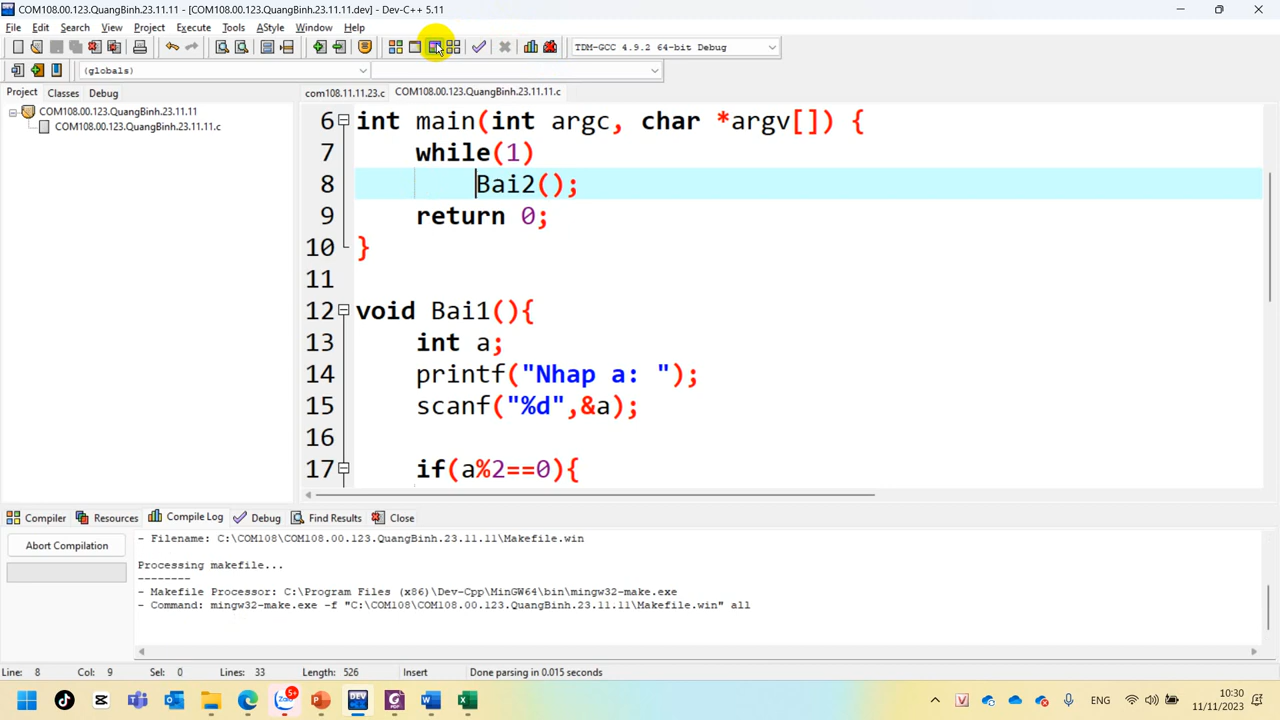 COM108.00.123.QuangBinh.23.11.11 - [COM108.00.123.QuangBinh.23.11.11.dev] - Dev-C++ 5.11
File Edit Search View Project Execute Tools AStyle Window Help
TDM-GCC 4.9.2 64-bit Debug
(globals)
Project Classes Debug
com108.11.11.23.c COM108.00.123.QuangBinh.23.11.11.c
COM108.00.123.QuangBinh.23.11.11
COM108.00.123.QuangBinh.23.11.11.c
6 int main(int argc, char *argv[]) {
7 while(1)
8 Bai2();
9 return 0;
10 }
11
12 void Bai1(){
13 int a;
14 printf("Nhap a: ");
15 scanf("%d",&a);
16
17 if(a%2==0){
Compiler Resources Compile Log Debug Find Results Close
Abort Compilation
- Filename: C:\COM108\COM108.00.123.QuangBinh.23.11.11\Makefile.win
Processing makefile...
--------
- Makefile Processor: C:\Program Files (x86)\Dev-Cpp\MinGW64\bin\mingw32-make.exe
- Command: mingw32-make.exe -f "C:\COM108\COM108.00.123.QuangBinh.23.11.11\Makefile.win" all
Line: 8 Col: 9 Sel: 0 Lines: 33 Length: 526 Insert Done parsing in 0.015 seconds
Zalo 5+ DEV ENG 10:30
11/11/2023